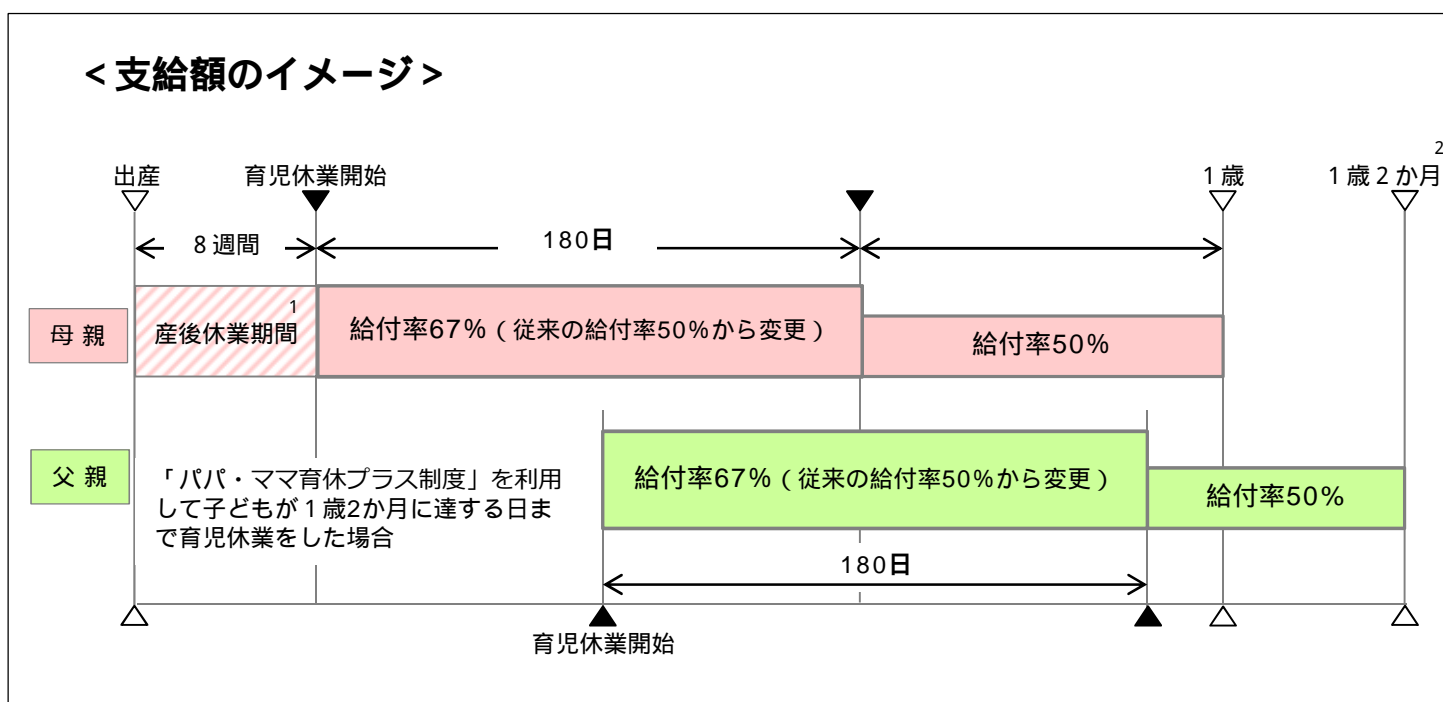 ＜支給額のイメージ＞
2
出産
育児休業開始
1歳
1歳2か月
8週間
180日
1
母親
産後休業期間
給付率67％（従来の給付率50％から変更）
給付率50％
父親
「パパ・ママ育休プラス制度」を利用
して子どもが１歳2か月に達する日ま
で育児休業をした場合
給付率67％（従来の給付率50％から変更）
給付率50％
180日
育児休業開始